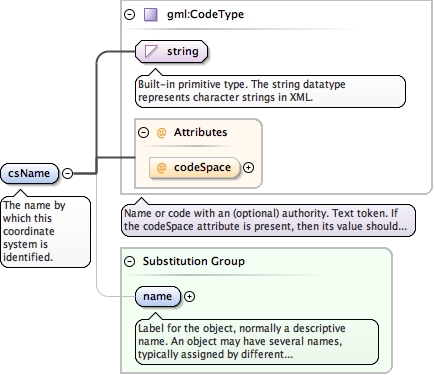 gml:CodeType
string
Built-in primitive type. The string datatype
represents character strings in XML.
@ Attributes
@ codeSpace
csName
The name by
which this
coordinate
system is
identified.
Name or code with an (optional) authority. Text token. If
the codeSpace attribute is present, then its value should...
Substitution Group
name
Label for the object, normally a descriptive
name. An object may have several names,
typically assigned by different...